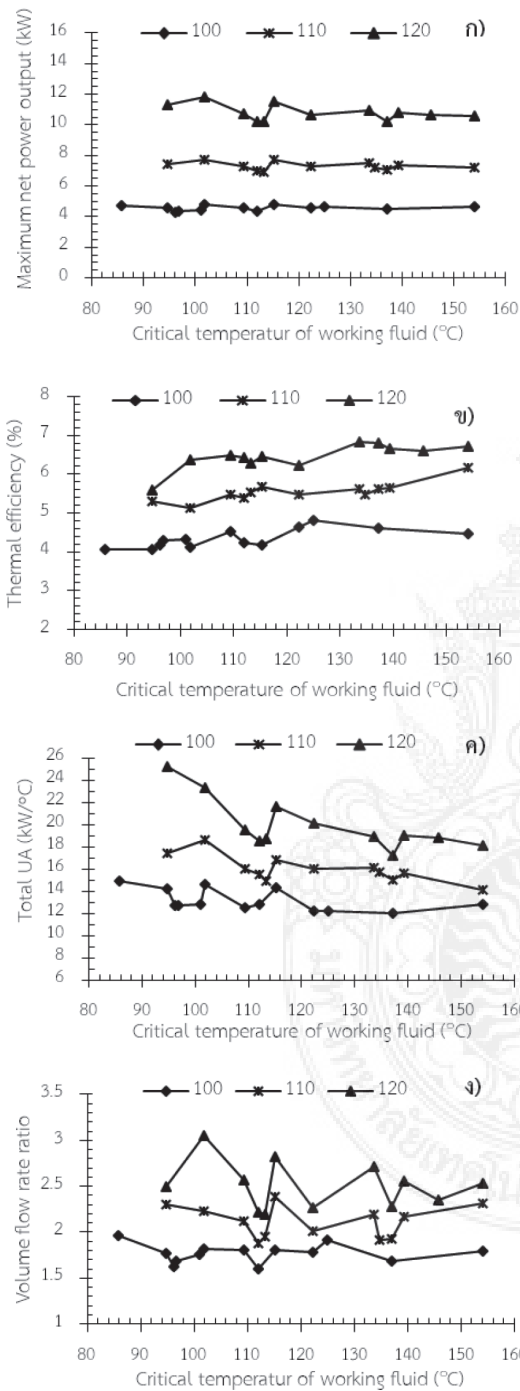 100 110 120 ก)
Maximum net power output (kW)
16
14
12
10
8
6
4
2
0
80 90 100 110 120 130 140 150 160
Critical temperatur of working fluid (°C)
100 110 120 ข)
Thermal efficiency (%)
8
7
6
5
4
3
2
80 90 100 110 120 130 140 150 160
Critical temperature of working fluid (°C)
100 110 120 ค)
Total UA (kW/°C)
26
24
22
20
18
16
14
12
10
8
6
80 90 100 110 120 130 140 150 160
Critical temperature of working fluid (°C)
100 110 120 ง)
Volume flow rate ratio
3.5
3
2.5
2
1.5
1
80 90 100 110 120 130 140 150 160
Critical temperatur of working fluid (°C)